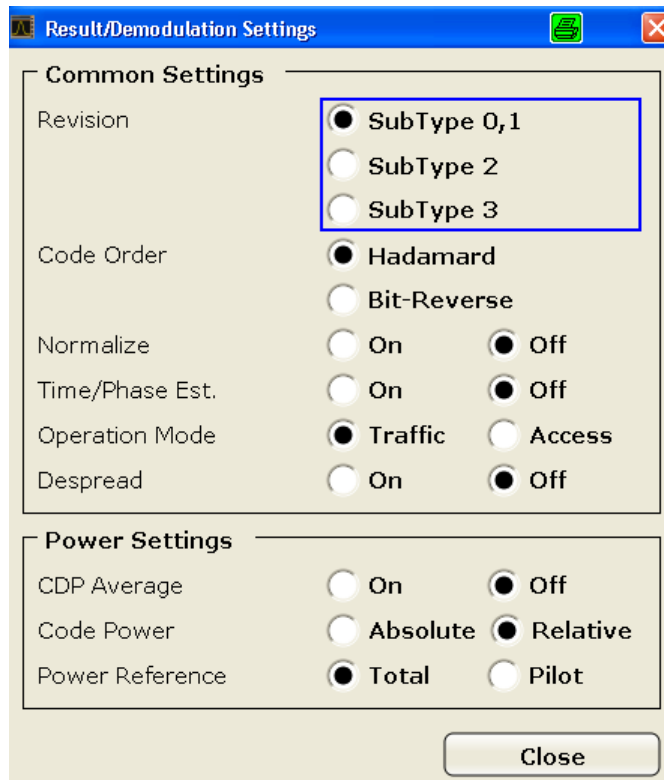 Result/Demodulation Settings
Common Settings
Revision SubType 0,1
SubType 2
SubType 3
Code Order Hadamard
Bit-Reverse
Normalize On Off
Time/Phase Est. On Off
Operation Mode Traffic Access
Despread On Off
Power Settings
CDP Average On Off
Code Power Absolute Relative
Power Reference Total Pilot
Close